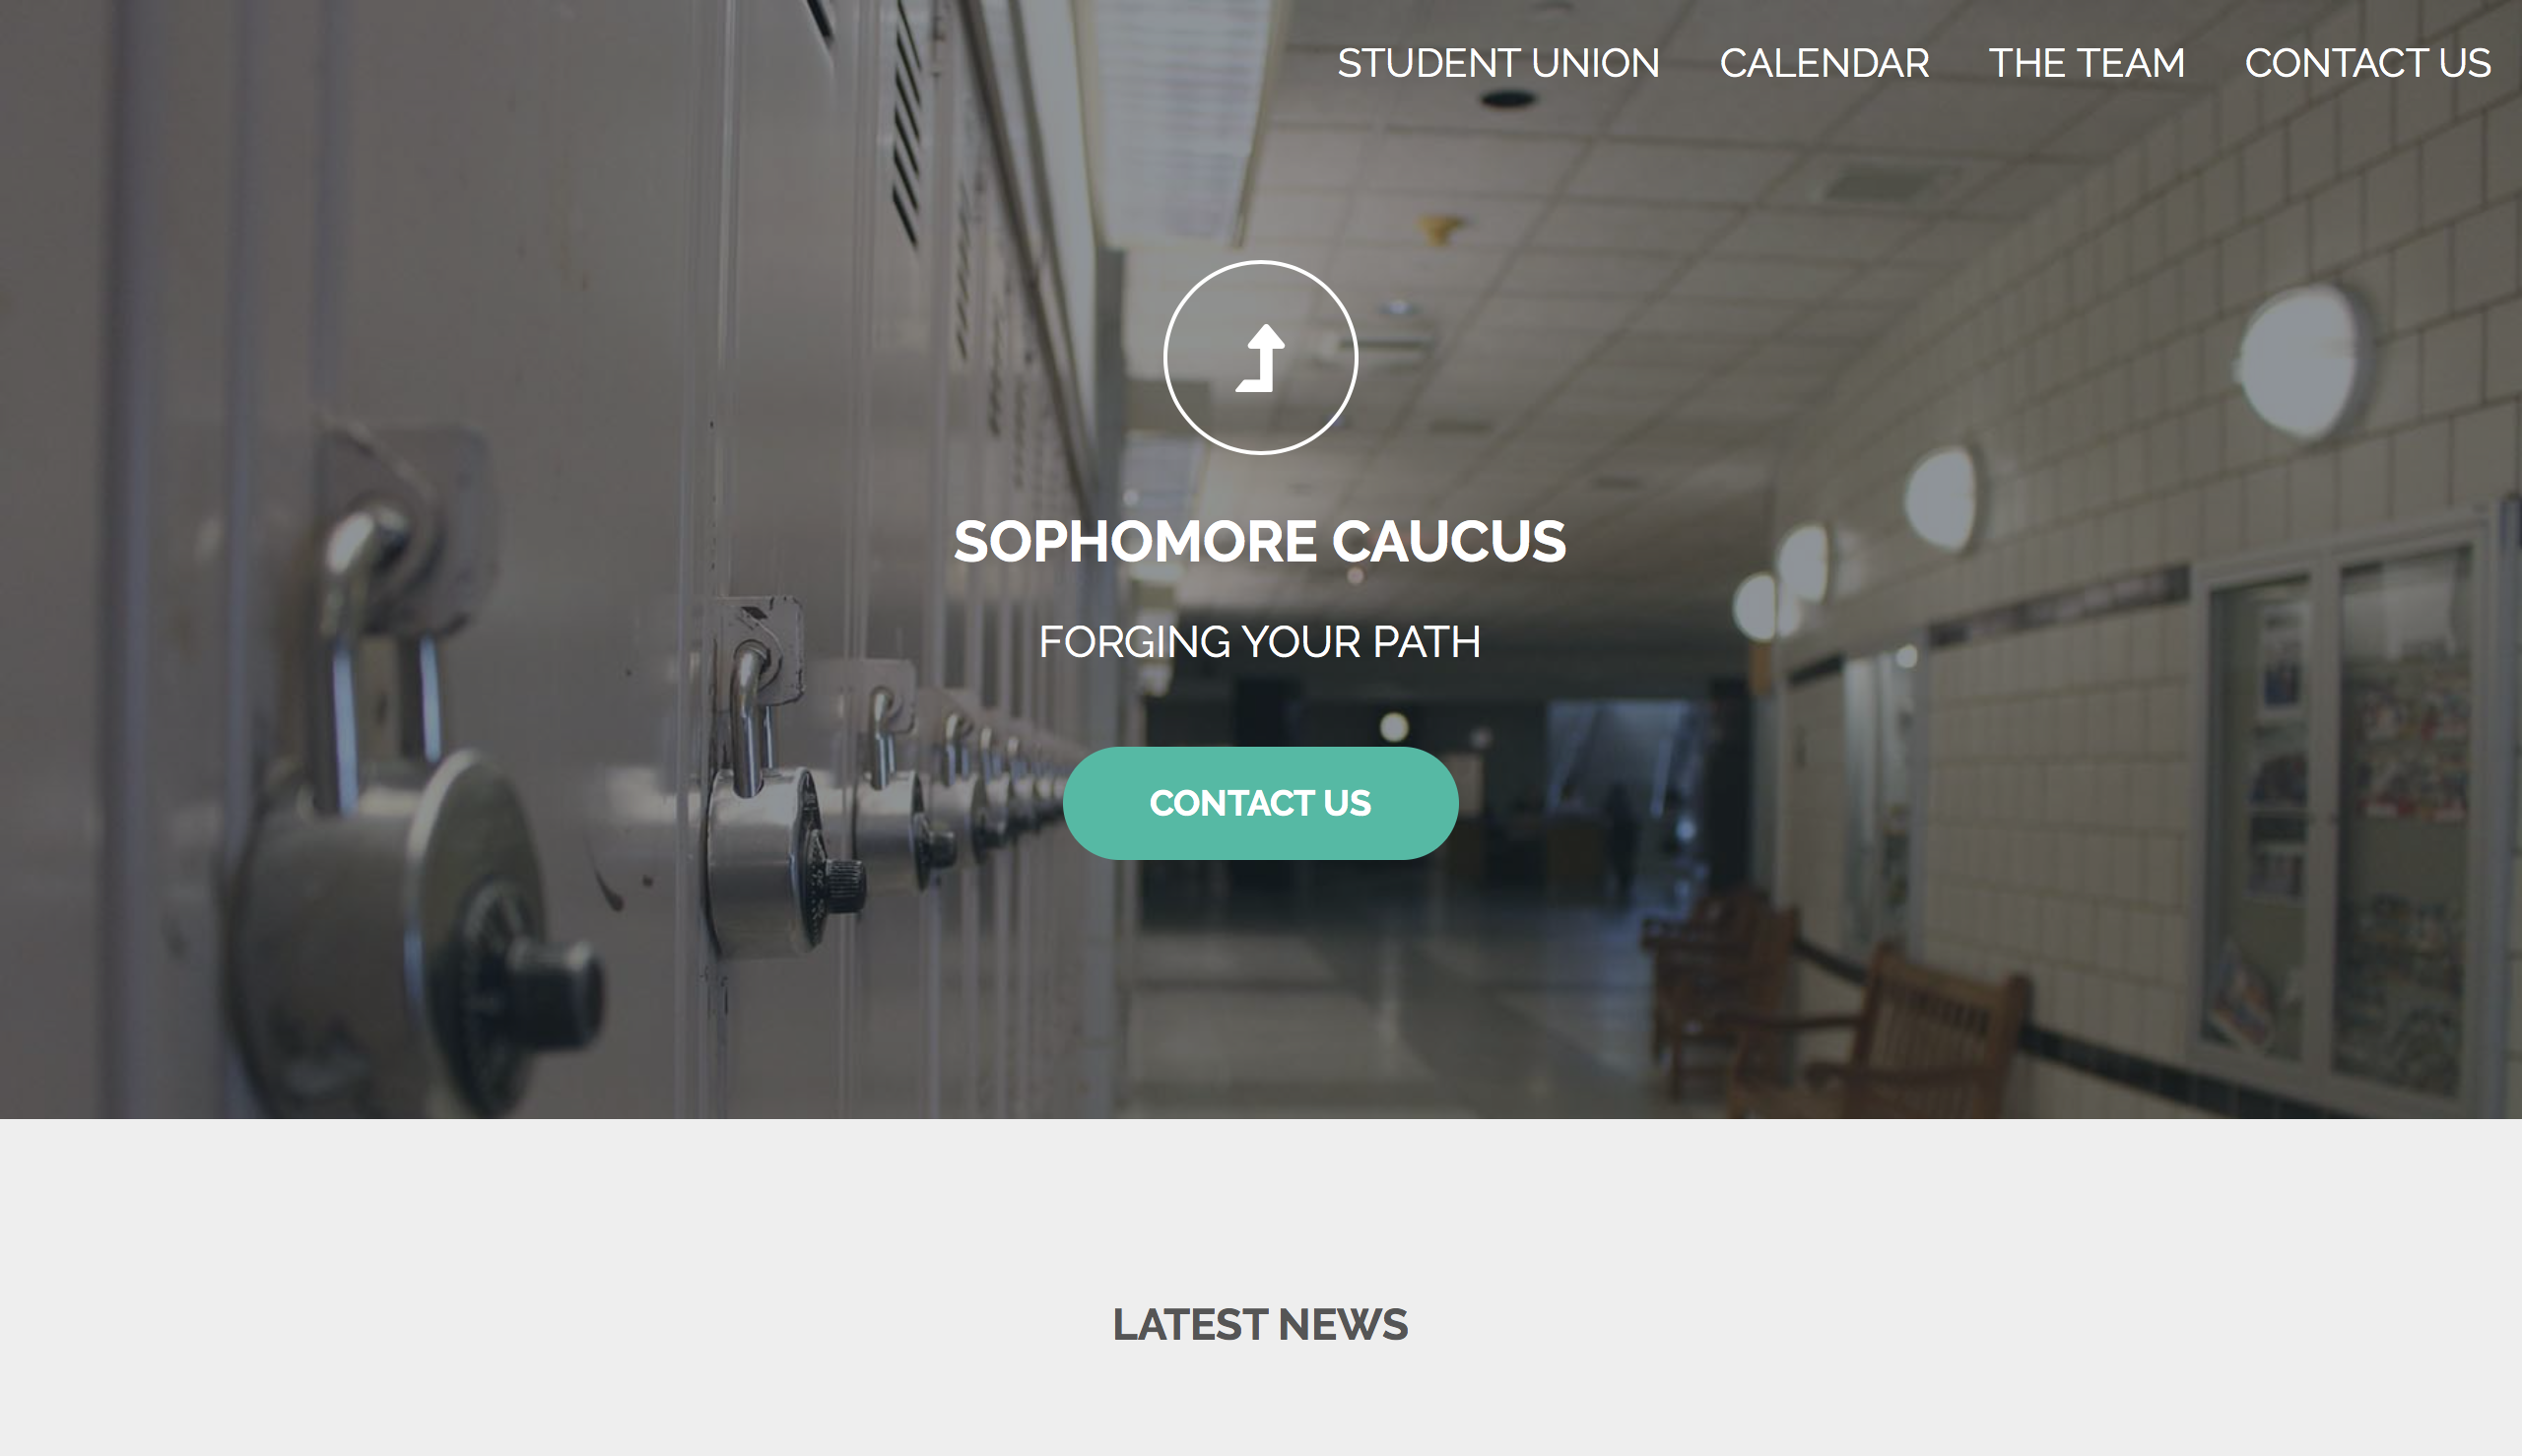 STUDENT UNION CALENDAR THE TEAM CONTACT US
SOPHOMORE CAUCUS
FORGING YOUR PATH
CONTACT US
LATEST NEWS